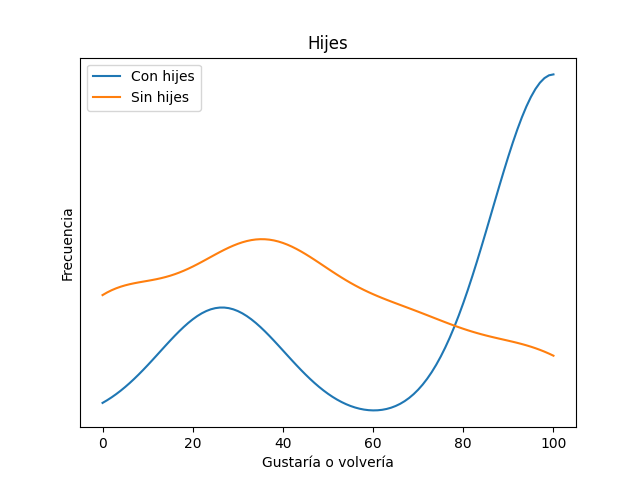 Hijes
Con hijes
Sin hijes
Frecuencia
0 20 40 60 80 100
Gustaría o volvería